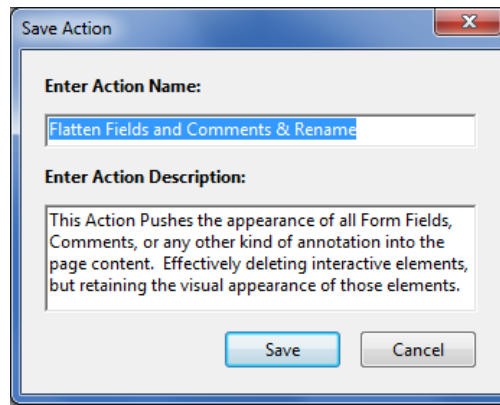 Save Action
Enter Action Name:
Flatten Fields and Comments & Rename
Enter Action Description:
This Action Pushes the appearance of all Form Fields,
Comments, or any other kind of annotation into the
page content.  Effectively deleting interactive elements,
but retaining the visual appearance of those elements.
Save
Cancel